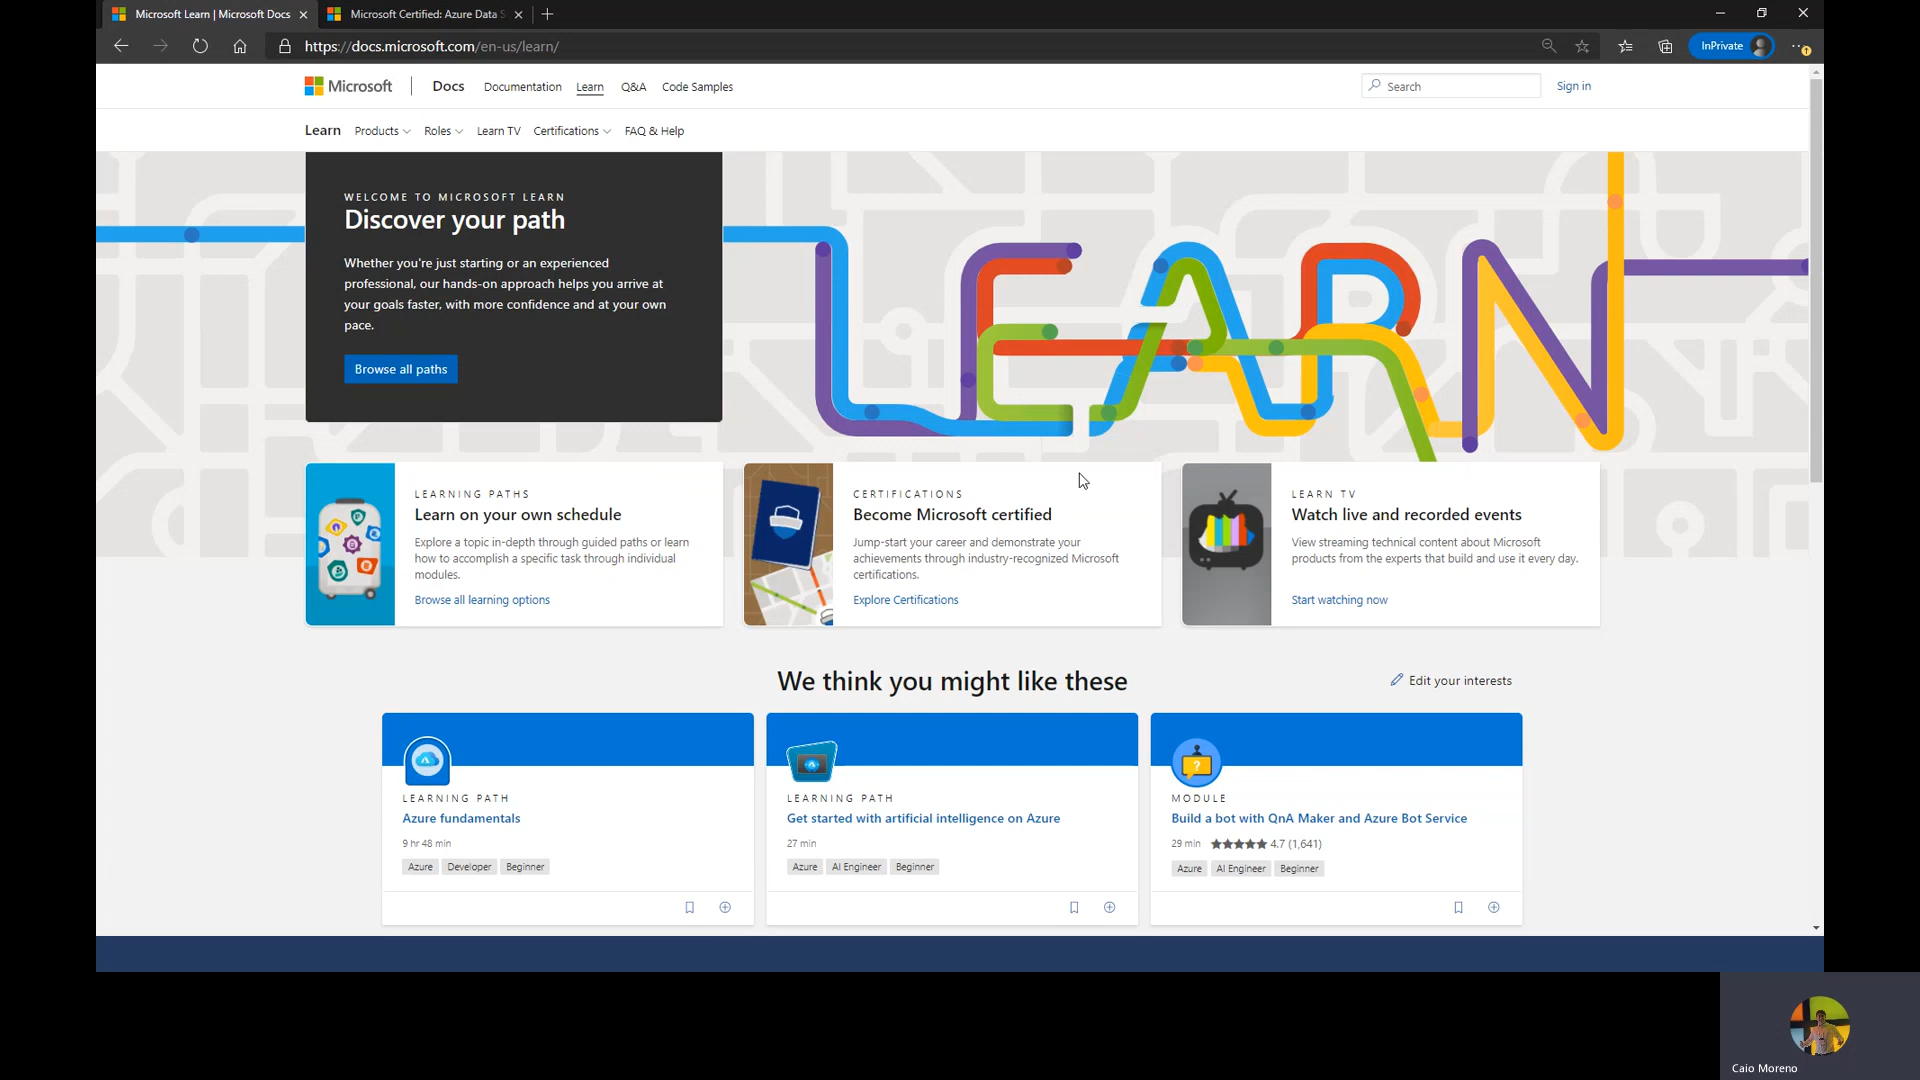 Microsoft Learn | Microsoft Docs
Microsoft Certified: Azure Data S
https://docs.microsoft.com/en-us/learn/
InPrivate
Microsoft
Docs
Documentation
Learn
Q&A
Code Samples
Search
Sign in
Learn
Products
Roles
Learn TV
Certifications
FAQ & Help
WELCOME TO MICROSOFT LEARN
Discover your path
Whether you're just starting or an experienced
professional, our hands-on approach helps you arrive at
your goals faster, with more confidence and at your own
pace.
Browse all paths
LEARN
LEARNING PATHS
Learn on your own schedule
Explore a topic in-depth through guided paths or learn
how to accomplish a specific task through individual
modules.
Browse all learning options
CERTIFICATIONS
Become Microsoft certified
Jump-start your career and demonstrate your
achievements through industry-recognized Microsoft
certifications.
Explore Certifications
LEARN TV
Watch live and recorded events
View streaming technical content about Microsoft
products from the experts that build and use it every day.
Start watching now
We think you might like these
Edit your interests
LEARNING PATH
Azure fundamentals
9 hr 48 min
Azure
Developer
Beginner
LEARNING PATH
Get started with artificial intelligence on Azure
27 min
Azure
AI Engineer
Beginner
?
MODULE
Build a bot with QnA Maker and Azure Bot Service
29 min
4.7 (1,641)
Azure
AI Engineer
Beginner
Caio Moreno